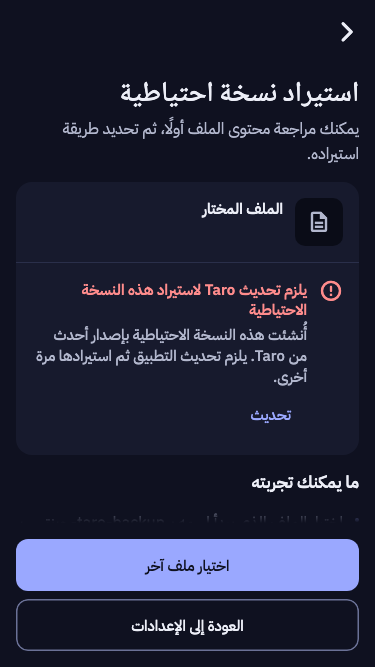 استيراد نسخة احتياطية
يمكنك مراجعة محتوى الملف أولًا، ثم تحديد طريقة
استيراده.
الملف المختار
يلزم تحديث Taro لاستيراد هذه النسخة
الاحتياطية
أُنشئت هذه النسخة الاحتياطية بإصدار أحدث
من Taro. يلزم تحديث التطبيق ثم استيرادها مرة
أخرى.
تحديث
ما يمكنك تجربته
اختيار ملف آخر
العودة إلى الإعدادات